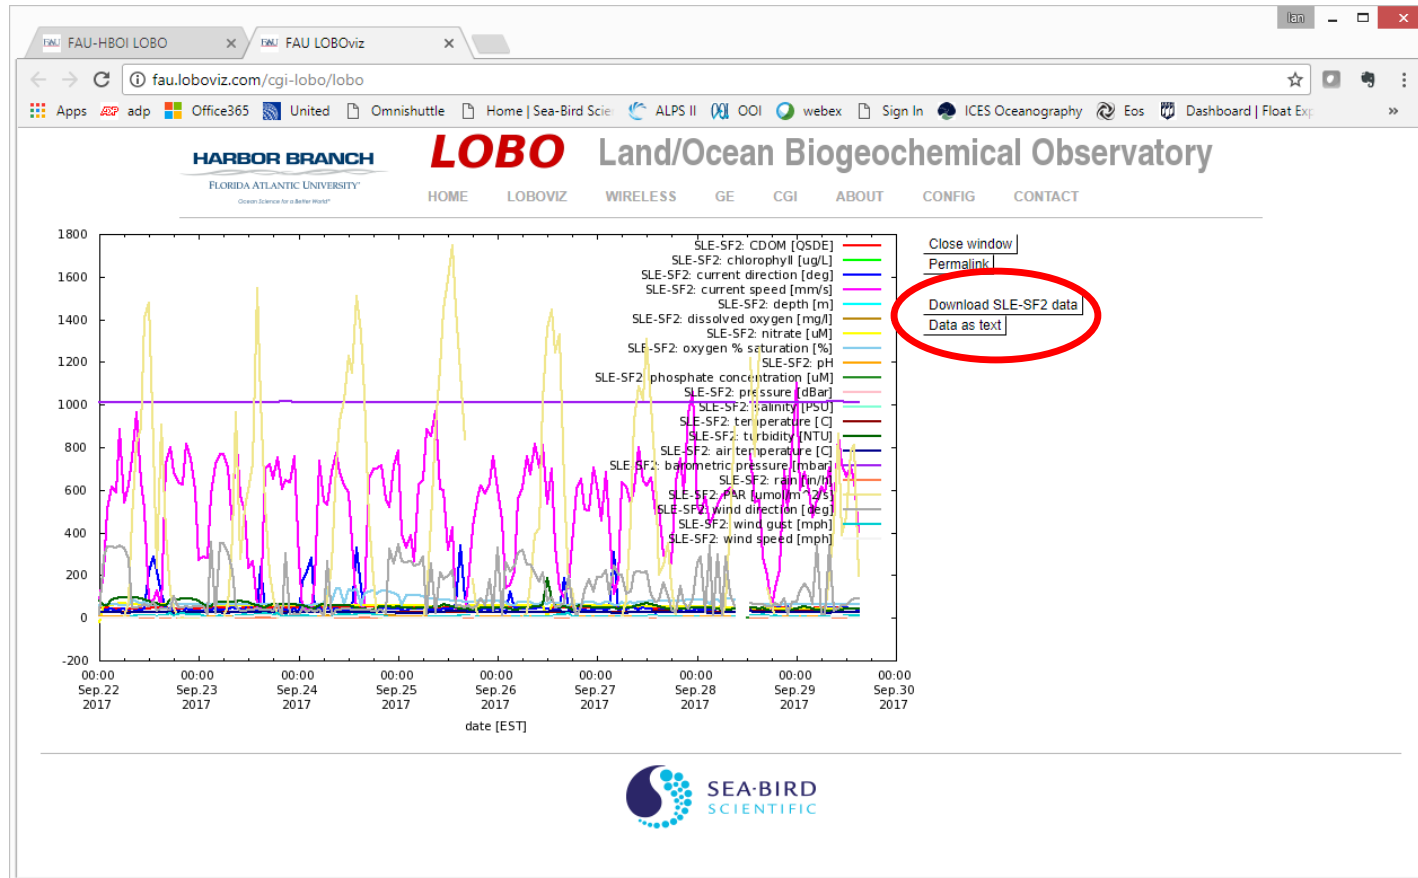 Ian
FAU FAU-HBOI LOBO
FAU FAU LOBOviz
fau.loboviz.com/cgi-lobo/lobo
Apps ADP adp Office365 United Omnishuttle Home | Sea-Bird Scie ALPS II OOI webex Sign In ICES Oceanography Eos Dashboard | Float Exp »
HARBOR BRANCH
FLORIDA ATLANTIC UNIVERSITY
Ocean Science for a Better World®
LOBO Land/Ocean Biogeochemical Observatory
HOME LOBOVIZ WIRELESS GE CGI ABOUT CONFIG CONTACT
1800
1600
1400
1200
1000
800
600
400
200
0
-200
SLE-SF2: CDOM [QSDE]
SLE-SF2: chlorophyll [ug/L]
SLE-SF2: current direction [deg]
SLE-SF2: current speed [mm/s]
SLE-SF2: depth [m]
SLE-SF2: dissolved oxygen [mg/l]
SLE-SF2: nitrate [uM]
SLE-SF2: oxygen % saturation [%]
SLE-SF2: pH
SLE-SF2: phosphate concentration [uM]
SLE-SF2: pressure [dBar]
SLE-SF2: salinity [PSU]
SLE-SF2: temperature [C]
SLE-SF2: turbidity [NTU]
SLE-SF2: air temperature [C]
SLE-SF2: barometric pressure [mbar]
SLE-SF2: rain [in/h]
SLE-SF2: PAR [umol/m^2/s]
SLE-SF2: wind direction [deg]
SLE-SF2: wind gust [mph]
SLE-SF2: wind speed [mph]
Close window
Permalink
Download SLE-SF2 data
Data as text
00:00 00:00 00:00 00:00 00:00 00:00 00:00 00:00 00:00
Sep.22 Sep.23 Sep.24 Sep.25 Sep.26 Sep.27 Sep.28 Sep.29 Sep.30
2017 2017 2017 2017 2017 2017 2017 2017 2017
date [EST]
SEA·BIRD
SCIENTIFIC